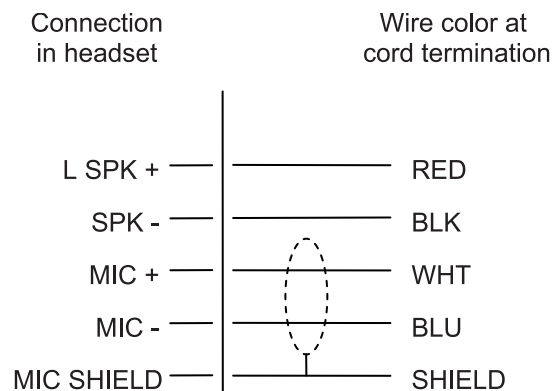 Connection
in headset
Wire color at
cord termination
L SPK + RED
SPK - BLK
MIC + WHT
MIC - BLU
MIC SHIELD SHIELD